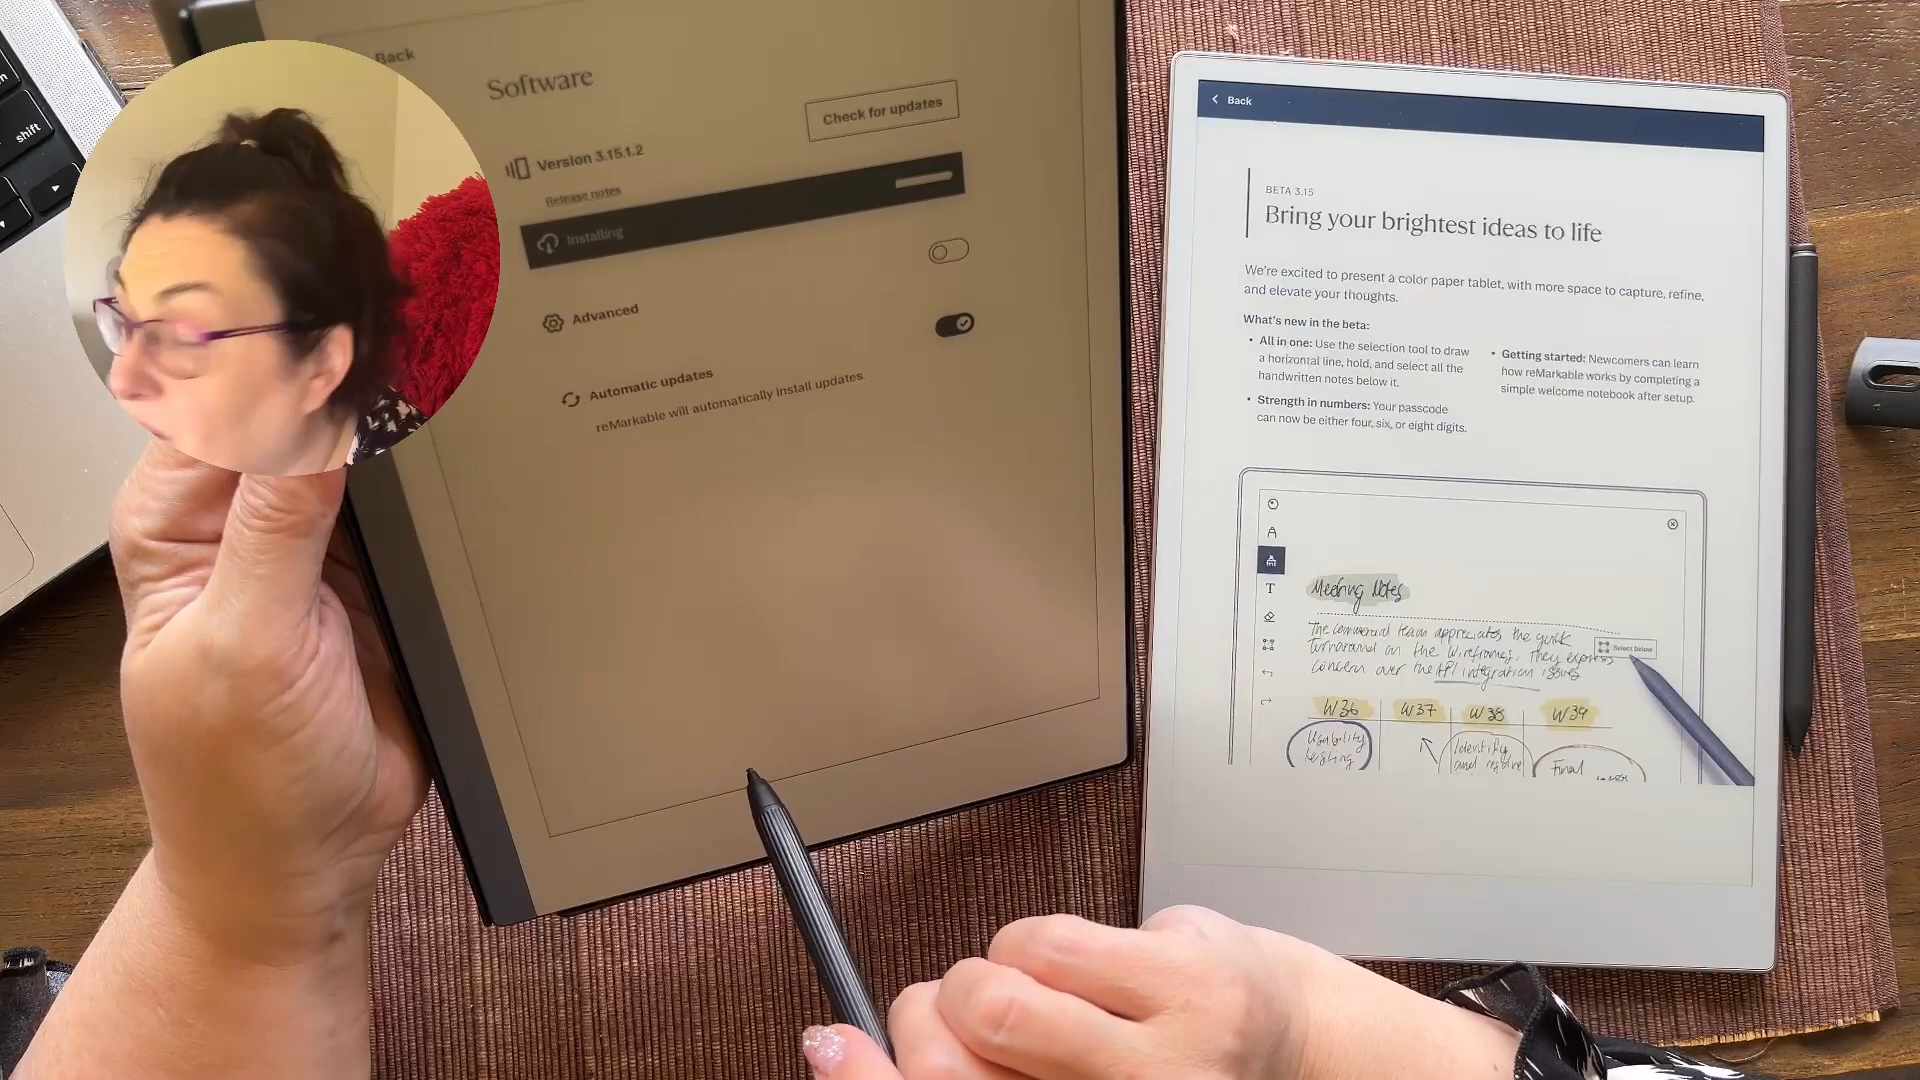 shift
Back
Software
Check for updates
Version 3.15.1.2
Release notes
Installing
Advanced
Automatic updates
reMarkable will automatically install updates.
Back
BETA 3.15
Bring your brightest ideas to life
We're excited to present a color paper tablet, with more space to capture, refine,
and elevate your thoughts.
What's new in the beta:
• All in one: Use the selection tool to draw
a horizontal line, hold, and select all the
handwritten notes below it.
• Strength in numbers: Your passcode
can now be either four, six, or eight digits.
• Getting started: Newcomers can learn
how reMarkable works by completing a
simple welcome notebook after setup.
T
Meeting Notes
The commercial team appreciates the quick
turnaround on the wireframes. They express
concern over the API integration issues
Select below
W36 W37 W38 W39
Usability
testing
Identify
and resolve
Final